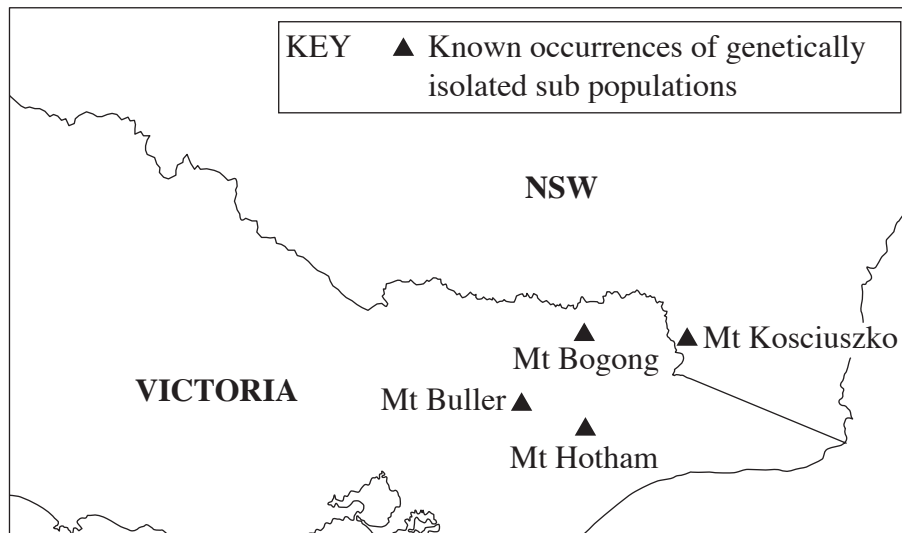 KEY ▲ Known occurrences of genetically
isolated sub populations
NSW
Mt Kosciuszko
Mt Bogong
VICTORIA
Mt Buller
Mt Hotham